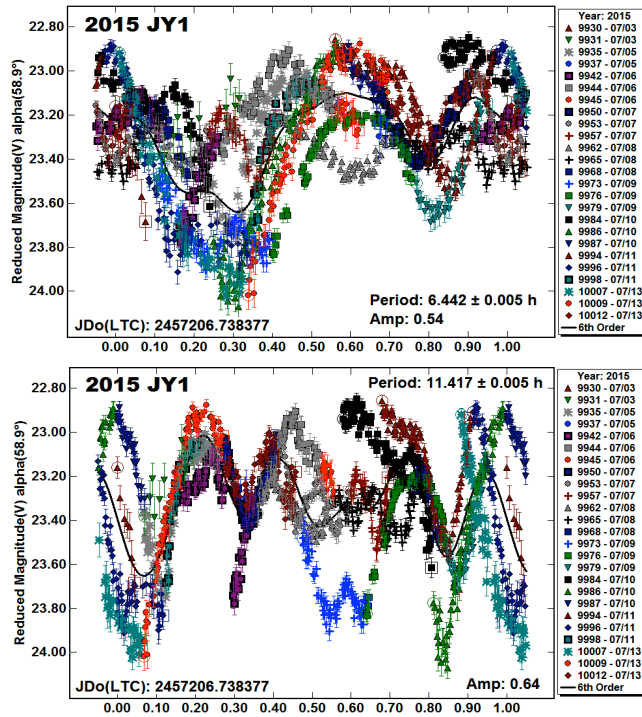 2015 JY1
Reduced Magnitude(V) alpha(58.9°)
22.80
23.00
23.20
23.40
23.60
23.80
24.00
Period: 6.442 ± 0.005 h
Amp: 0.54
JDo(LTC): 2457206.738377
0.00 0.10 0.20 0.30 0.40 0.50 0.60 0.70 0.80 0.90 1.00
Year: 2015
9930 - 07/03
9931 - 07/03
9935 - 07/05
9937 - 07/05
9942 - 07/06
9944 - 07/06
9945 - 07/06
9950 - 07/07
9953 - 07/07
9957 - 07/07
9962 - 07/08
9965 - 07/08
9968 - 07/08
9973 - 07/09
9976 - 07/09
9979 - 07/09
9984 - 07/10
9986 - 07/10
9987 - 07/10
9994 - 07/11
9996 - 07/11
9998 - 07/11
10007 - 07/13
10009 - 07/13
10012 - 07/13
6th Order
2015 JY1
Period: 11.417 ± 0.005 h
Reduced Magnitude(V) alpha(58.9°)
22.80
23.00
23.20
23.40
23.60
23.80
24.00
JDo(LTC): 2457206.738377
Amp: 0.64
0.00 0.10 0.20 0.30 0.40 0.50 0.60 0.70 0.80 0.90 1.00
Year: 2015
9930 - 07/03
9931 - 07/03
9935 - 07/05
9937 - 07/05
9942 - 07/06
9944 - 07/06
9945 - 07/06
9950 - 07/07
9953 - 07/07
9957 - 07/07
9962 - 07/08
9965 - 07/08
9968 - 07/08
9973 - 07/09
9976 - 07/09
9979 - 07/09
9984 - 07/10
9986 - 07/10
9987 - 07/10
9994 - 07/11
9996 - 07/11
9998 - 07/11
10007 - 07/13
10009 - 07/13
10012 - 07/13
6th Order